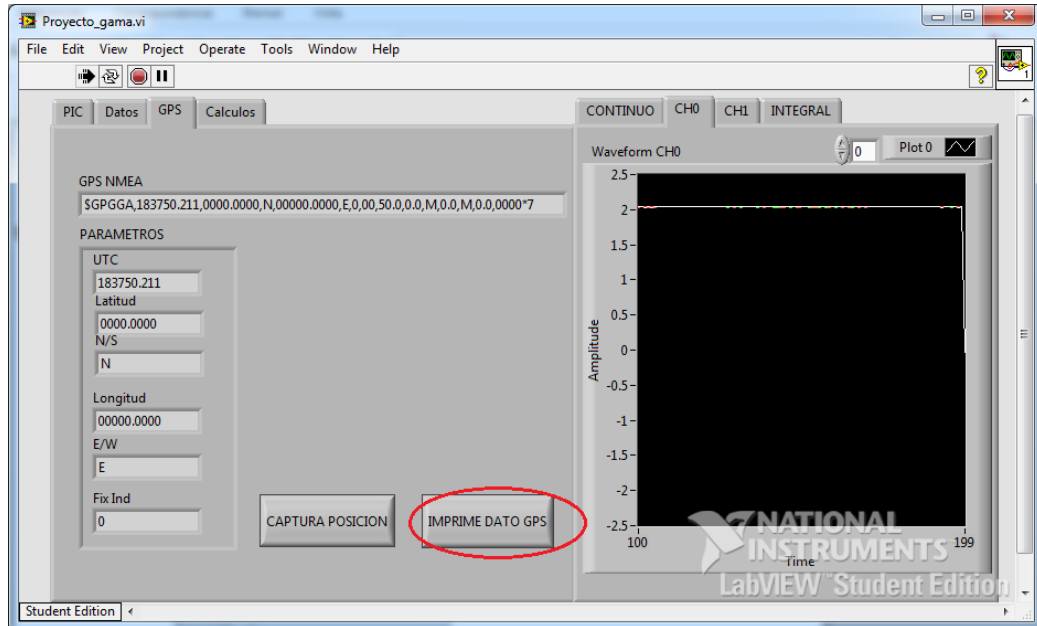 Proyecto_gama.vi
File Edit View Project Operate Tools Window Help
1
PIC Datos GPS Calculos
CONTINUO CH0 CH1 INTEGRAL
Waveform CH0
0
Plot 0
GPS NMEA
$GPGGA,183750.211,0000.0000,N,00000.0000,E,0,00,50.0,0.0,M,0.0,M,0.0,0000*7
PARAMETROS
UTC
183750.211
Latitud
0000.0000
N/S
N
Longitud
00000.0000
E/W
E
Fix Ind
0
CAPTURA POSICION
IMPRIME DATO GPS
Amplitude
2.5
2
1.5
1
0.5
0
-0.5
-1
-1.5
-2
-2.5
100
199
Time
NATIONAL
INSTRUMENTS
LabVIEW™ Student Edition
Student Edition